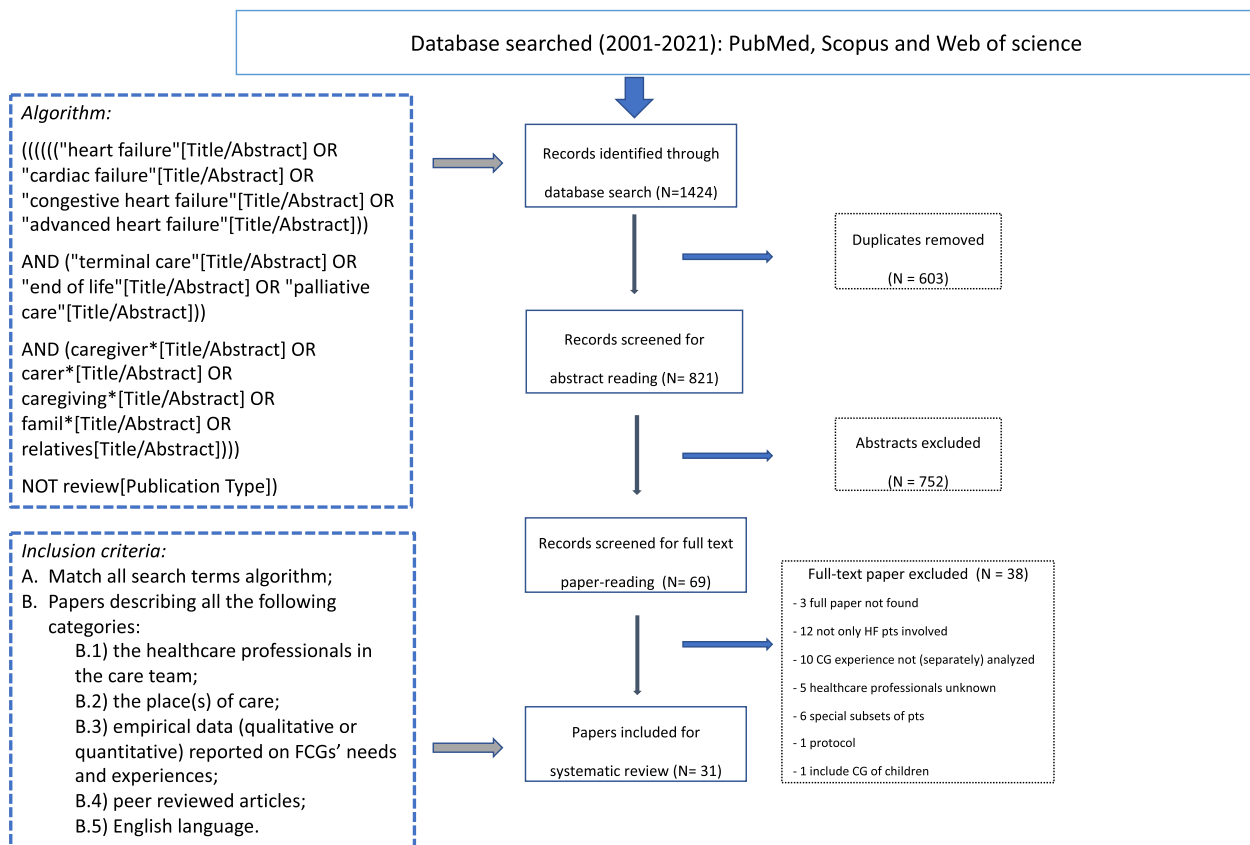 Database searched (2001-2021): PubMed, Scopus and Web of science
Algorithm:
(((((("heart failure"[Title/Abstract] OR
"cardiac failure"[Title/Abstract] OR
"congestive heart failure"[Title/Abstract] OR
"advanced heart failure"[Title/Abstract]))
AND ("terminal care"[Title/Abstract] OR
"end of life"[Title/Abstract] OR "palliative
care"[Title/Abstract]))
AND (caregiver*[Title/Abstract] OR
carer*[Title/Abstract] OR
caregiving*[Title/Abstract] OR
famil*[Title/Abstract] OR
relatives[Title/Abstract])))
NOT review[Publication Type])
Records identified through
database search (N=1424)
Duplicates removed
(N = 603)
Records screened for
abstract reading (N= 821)
Abstracts excluded
(N = 752)
Records screened for full text
paper-reading (N= 69)
Full-text paper excluded (N = 38)
- 3 full paper not found
- 12 not only HF pts involved
- 10 CG experience not (separately) analyzed
- 5 healthcare professionals unknown
- 6 special subsets of pts
- 1 protocol
- 1 include CG of children
Inclusion criteria:
A. Match all search terms algorithm;
B. Papers describing all the following
categories:
B.1) the healthcare professionals in
the care team;
B.2) the place(s) of care;
B.3) empirical data (qualitative or
quantitative) reported on FCGs’ needs
and experiences;
B.4) peer reviewed articles;
B.5) English language.
Papers included for
systematic review (N= 31)